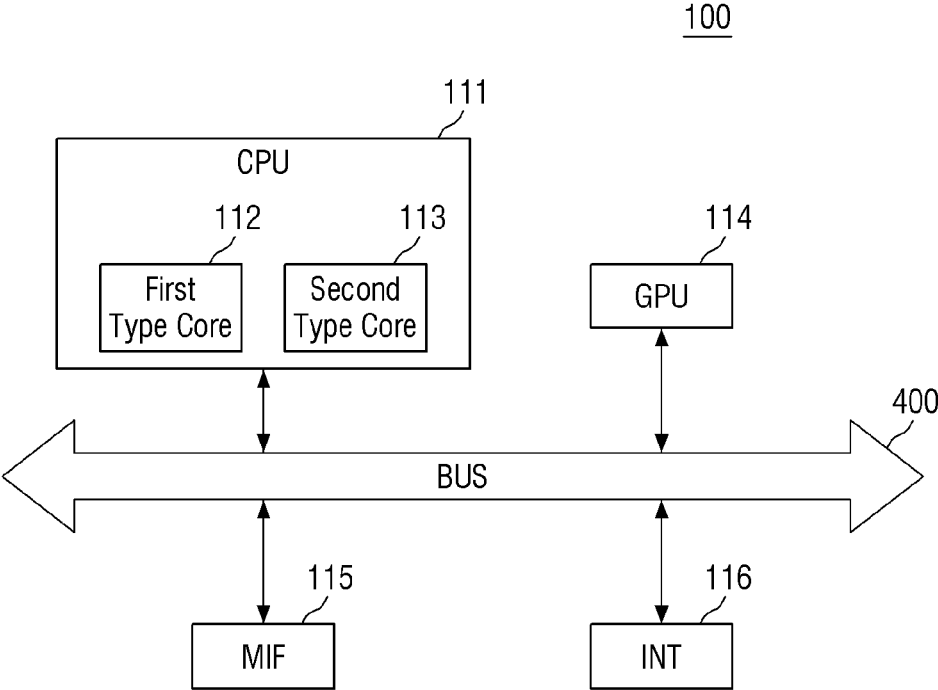 100
111
CPU
112
113
114
First
Type Core
Second
Type Core
GPU
400
BUS
115
116
MIF
INT